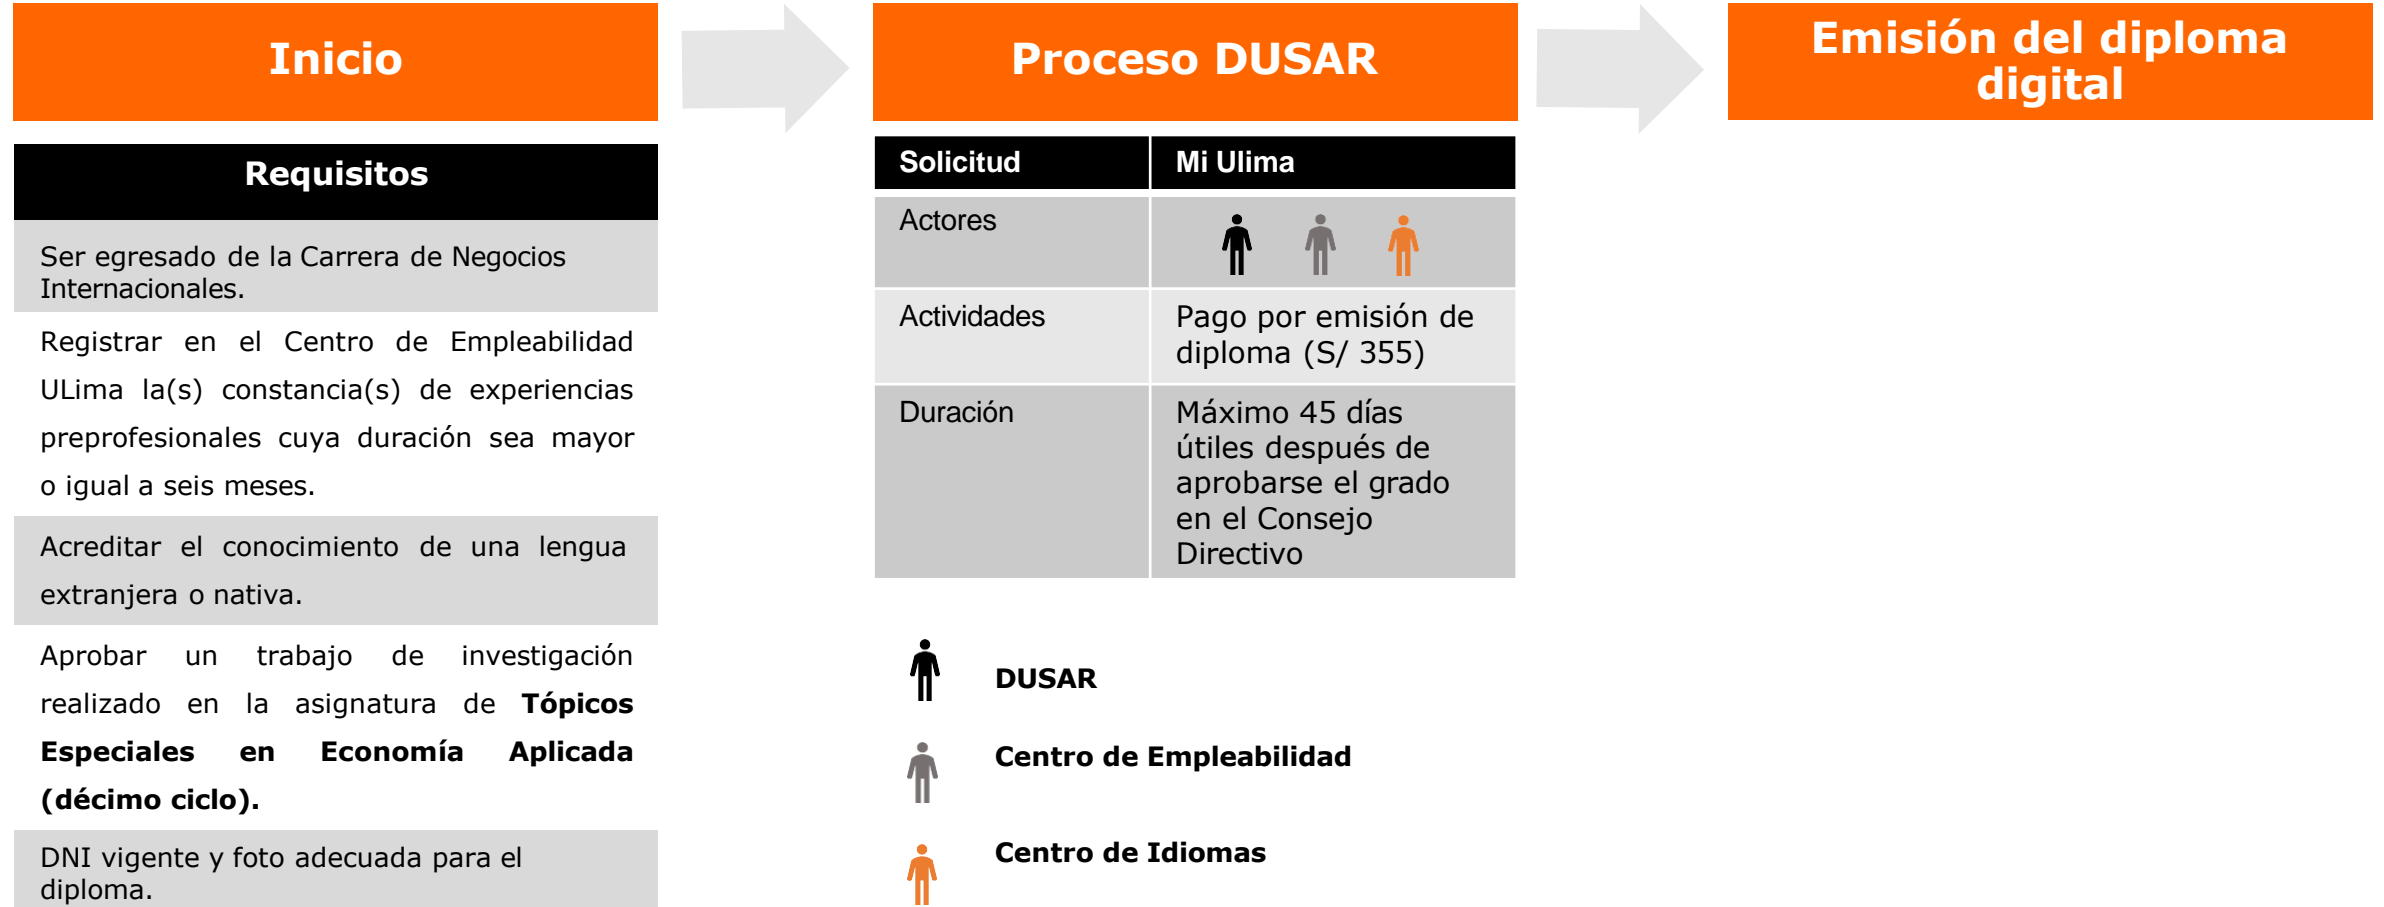 Inicio
Requisitos
Ser egresado de la Carrera de Negocios
Internacionales.
Registrar en el Centro de Empleabilidad
ULima la(s) constancia(s) de experiencias
preprofesionales cuya duración sea mayor
o igual a seis meses.
Acreditar el conocimiento de una lengua
extranjera o nativa.
Aprobar un trabajo de investigación
realizado en la asignatura de Tópicos
Especiales en Economía Aplicada
(décimo ciclo).
DNI vigente y foto adecuada para el
diploma.
Proceso DUSAR
Solicitud
Mi Ulima
Actores
Actividades
Pago por emisión de
diploma (S/ 355)
Duración
Máximo 45 días
útiles después de
aprobarse el grado
en el Consejo
Directivo
DUSAR
Centro de Empleabilidad
Centro de Idiomas
Emisión del diploma
digital